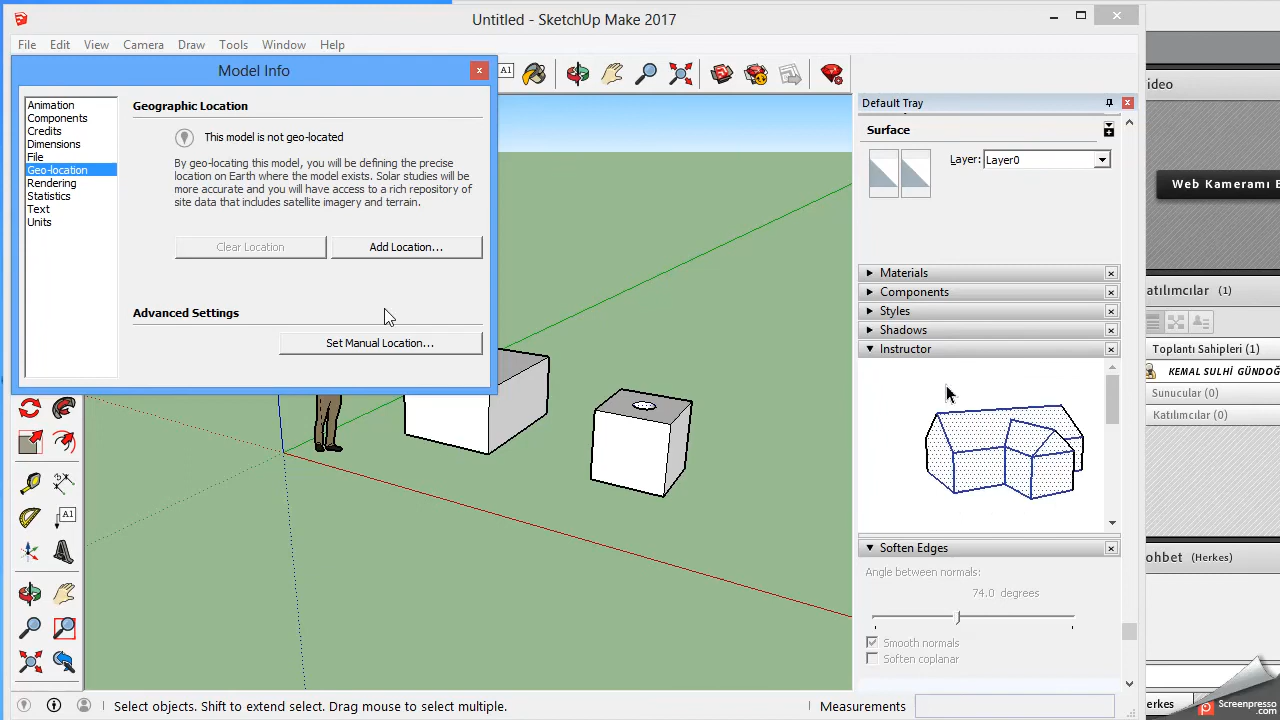 Untitled - SketchUp Make 2017
File Edit View Camera Draw Tools Window Help
Model Info
Animation
Components
Credits
Dimensions
File
Geo-location
Rendering
Statistics
Text
Units
Geographic Location
This model is not geo-located
By geo-locating this model, you will be defining the precise
location on Earth where the model exists. Solar studies will
be more accurate and you will have access to a rich repository of
site data that includes satellite imagery and terrain.
Clear Location Add Location...
Advanced Settings
Set Manual Location...
A1
A1
Default Tray
Surface
Layer: Layer0
Materials
Components
Styles
Shadows
Instructor
Soften Edges
Angle between normals:
74.0 degrees
Smooth normals
Soften coplanar
Select objects. Shift to extend select. Drag mouse to select multiple.
Measurements
ideo
Web Kameramı E
atılımcılar (1)
Toplantı Sahipleri (1)
KEMAL SULHİ GÜNDOĞ
Sunucular (0)
Katılımcılar (0)
ohbet (Herkes)
erkes
Screenpresso
.com